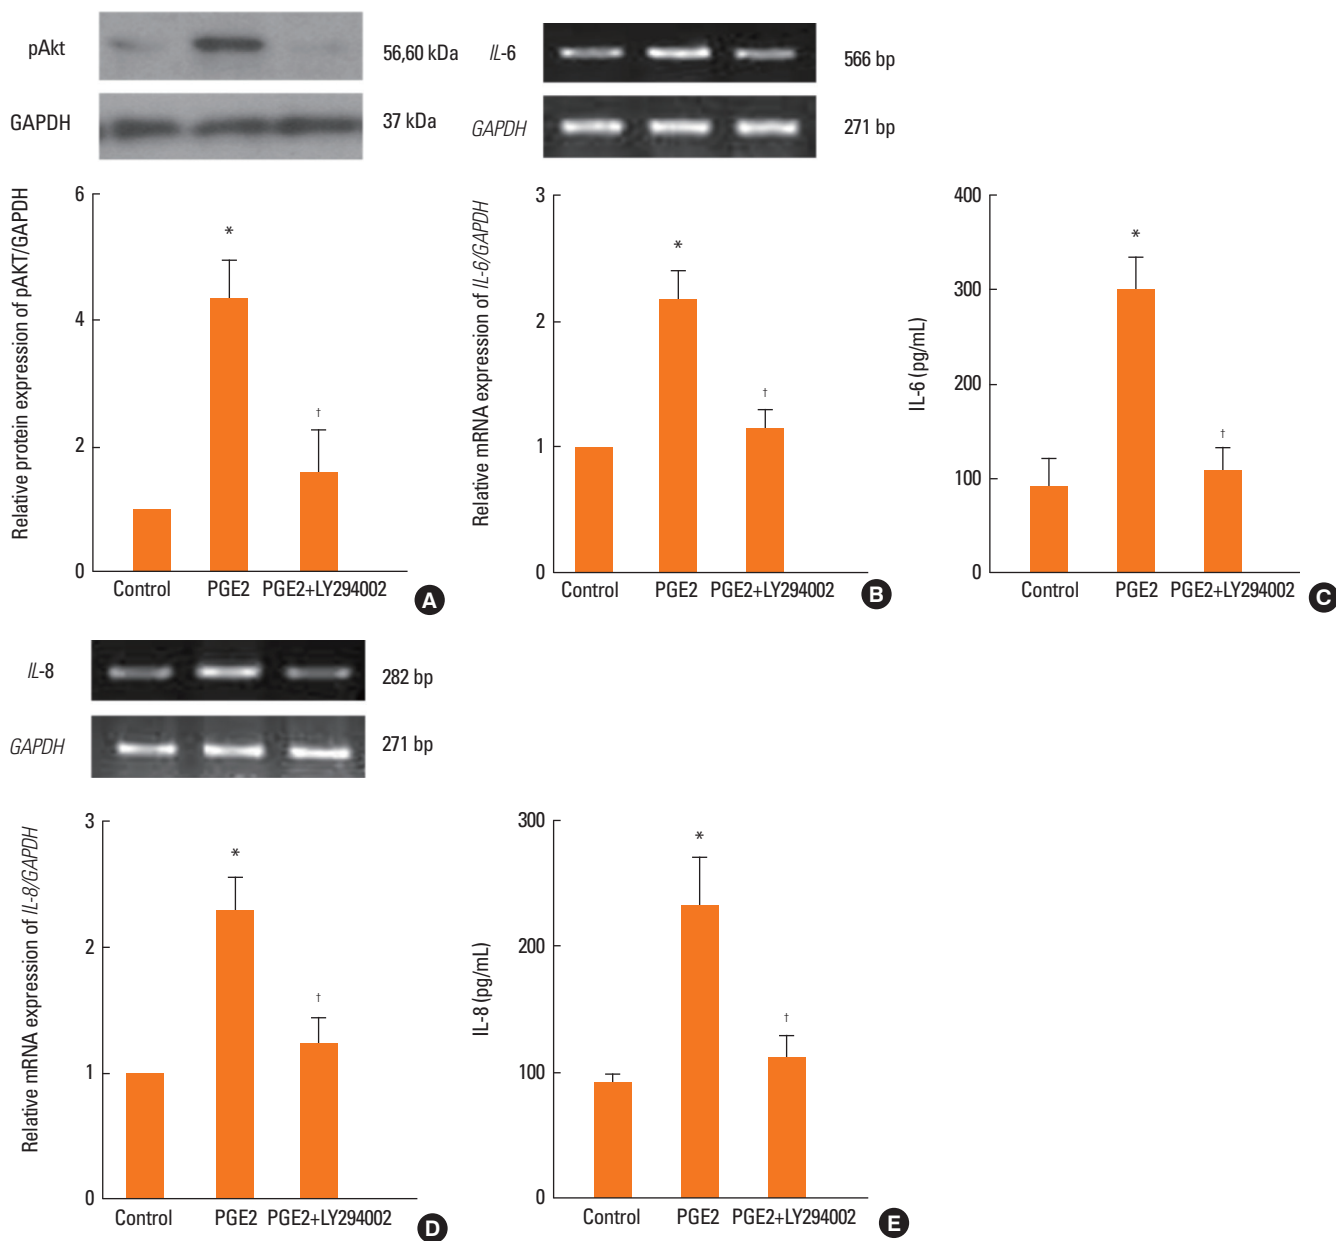 pAkt
56,60 kDa
GAPDH
37 kDa
Relative protein expression of pAKT/GAPDH
6
4
2
0
*
†
Control PGE2 PGE2+LY294002
A
IL-6
566 bp
GAPDH
271 bp
Relative mRNA expression of IL-6/GAPDH
3
2
1
0
*
†
Control PGE2 PGE2+LY294002
B
IL-6 (pg/mL)
400
300
200
100
0
*
†
Control PGE2 PGE2+LY294002
C
IL-8
282 bp
GAPDH
271 bp
Relative mRNA expression of IL-8/GAPDH
3
2
1
0
*
†
Control PGE2 PGE2+LY294002
D
IL-8 (pg/mL)
300
200
100
0
*
†
Control PGE2 PGE2+LY294002
E